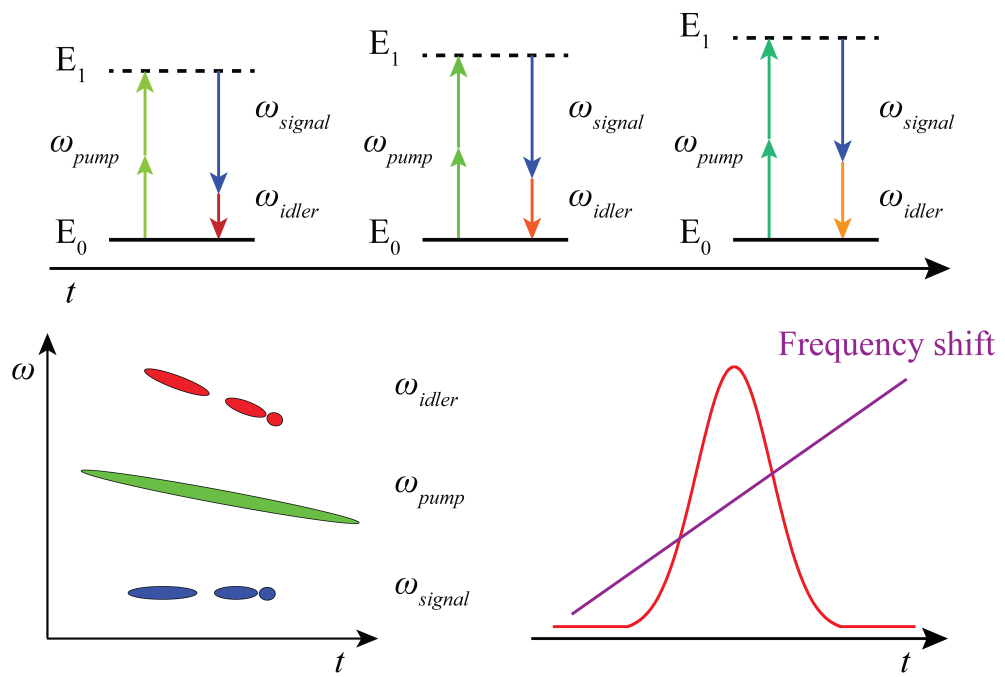 E1
ωpump
ωsignal
ωidler
E0
E1
ωpump
ωsignal
ωidler
E0
E1
ωpump
ωsignal
ωidler
E0
t
ω
ωidler
ωpump
ωsignal
t
Frequency shift
t